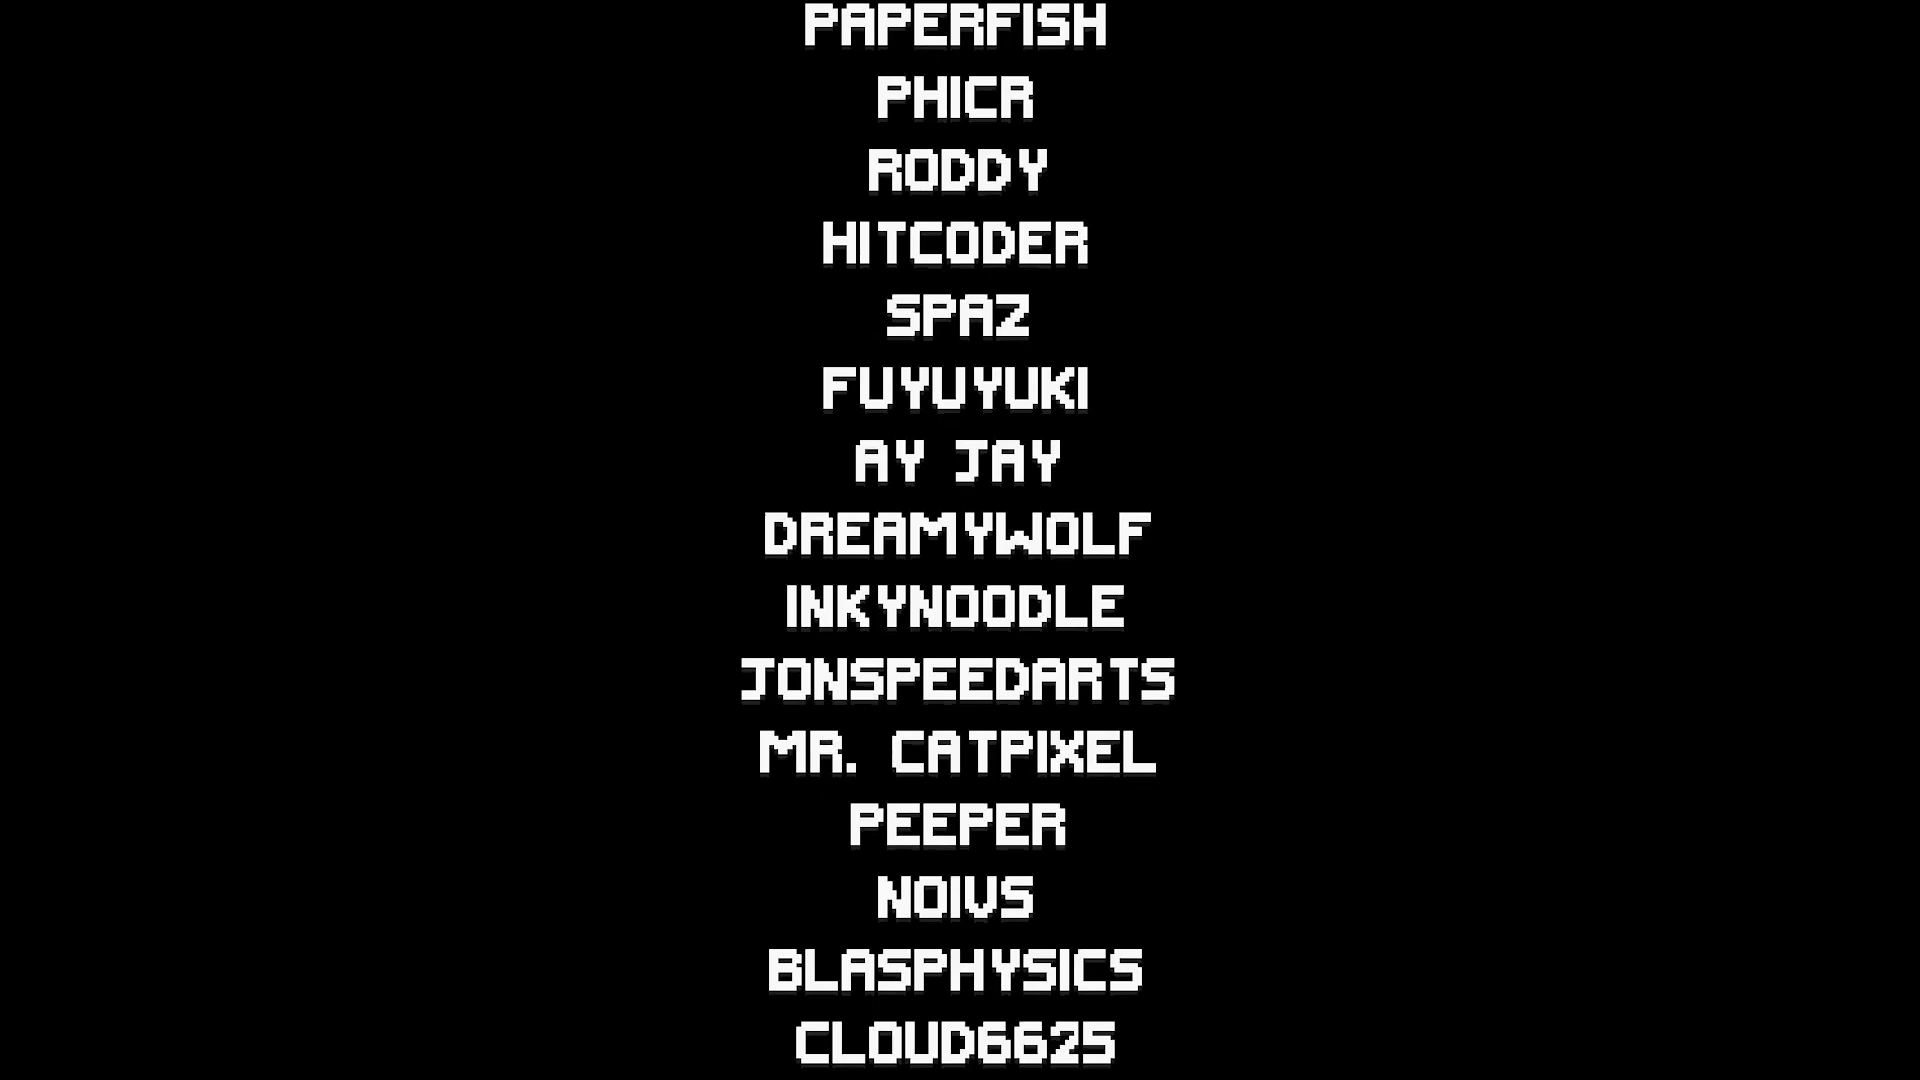 PAPERFISH
PHICR
RODDY
HITCODER
SPAZ
FUYUYUKI
AY JAY
DREAMYWOLF
INKYNOODLE
JONSPEEDARTS
MR. CATPIXEL
PEEPER
NOIVS
BLASPHYSICS
CLOUD6625